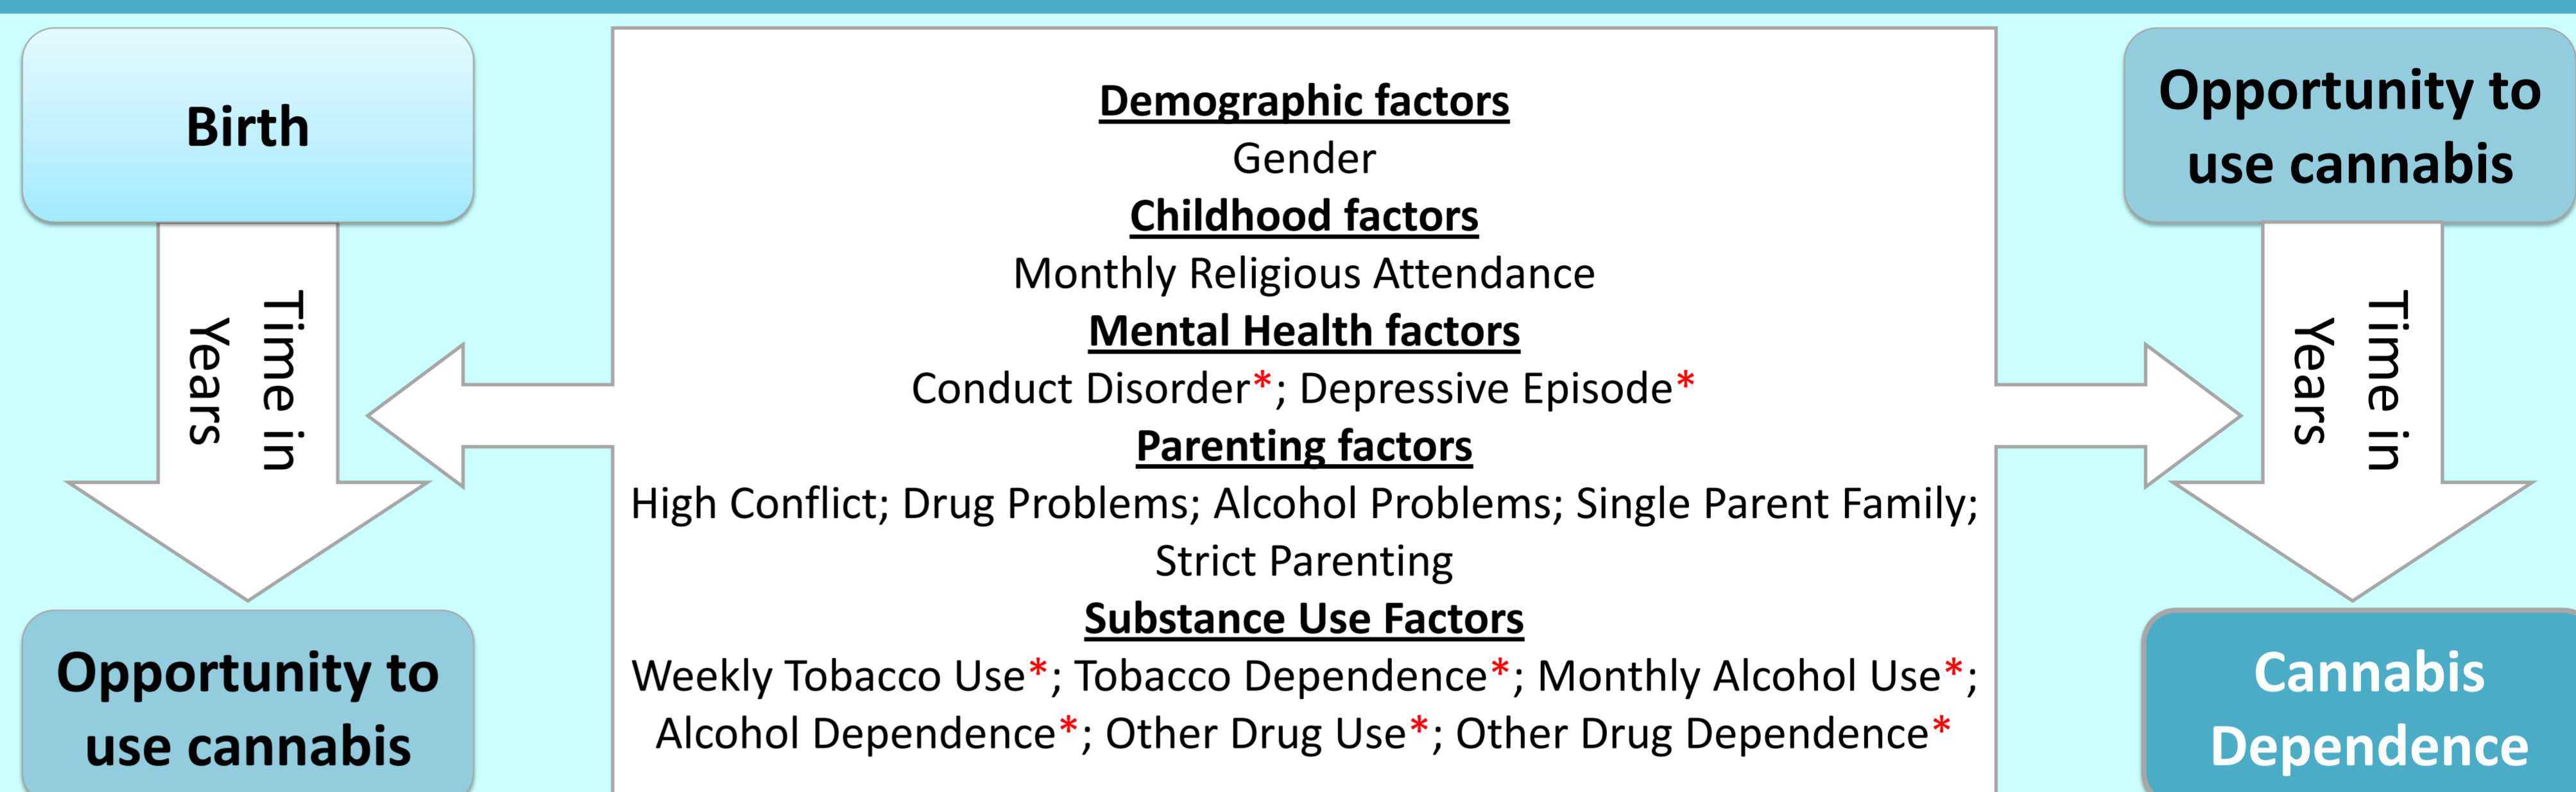 Birth
Time in
Years
Opportunity to
use cannabis
Demographic factors
Gender
Childhood factors
Monthly Religious Attendance
Mental Health factors
Conduct Disorder*; Depressive Episode*
Parenting factors
High Conflict; Drug Problems; Alcohol Problems; Single Parent Family;
Strict Parenting
Substance Use Factors
Weekly Tobacco Use*; Tobacco Dependence*; Monthly Alcohol Use*;
Alcohol Dependence*; Other Drug Use*; Other Drug Dependence*
Opportunity to
use cannabis
Time in
Years
Cannabis
Dependence